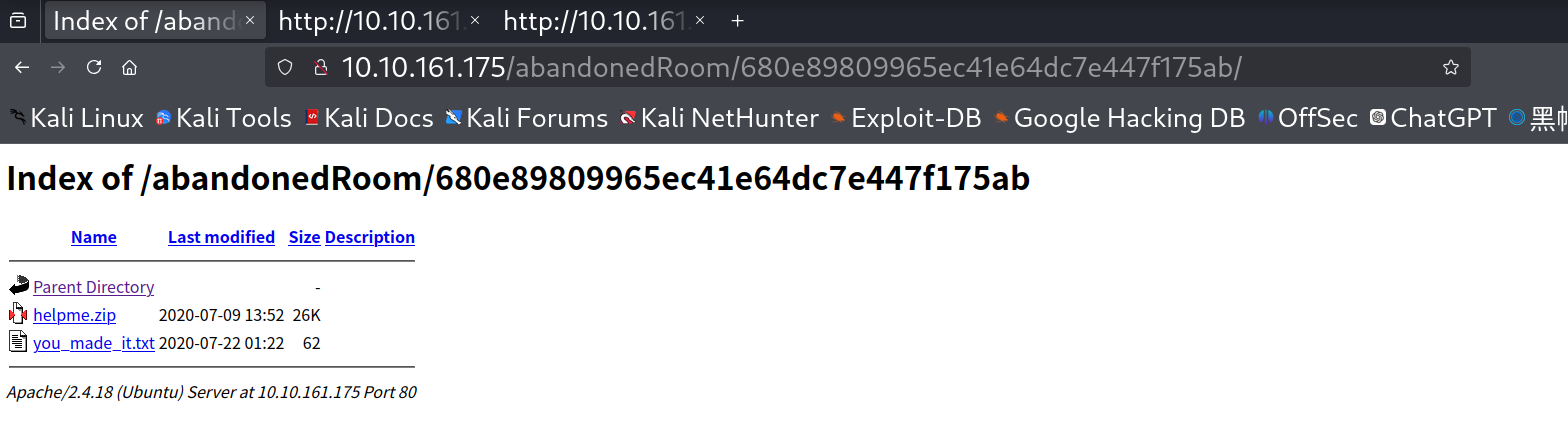 Index of /aband
http://10.10.161.
http://10.10.161.
10.10.161.175/abandonedRoom/680e89809965ec41e64dc7e447f175ab/
Kali Linux Kali Tools Kali Docs Kali Forums Kali NetHunter Exploit-DB Google Hacking DB OffSec ChatGPT 黑
Index of /abandonedRoom/680e89809965ec41e64dc7e447f175ab
Name Last modified Size Description
Parent Directory -
helpme.zip 2020-07-09 13:52 26K
you_made_it.txt 2020-07-22 01:22 62
Apache/2.4.18 (Ubuntu) Server at 10.10.161.175 Port 80